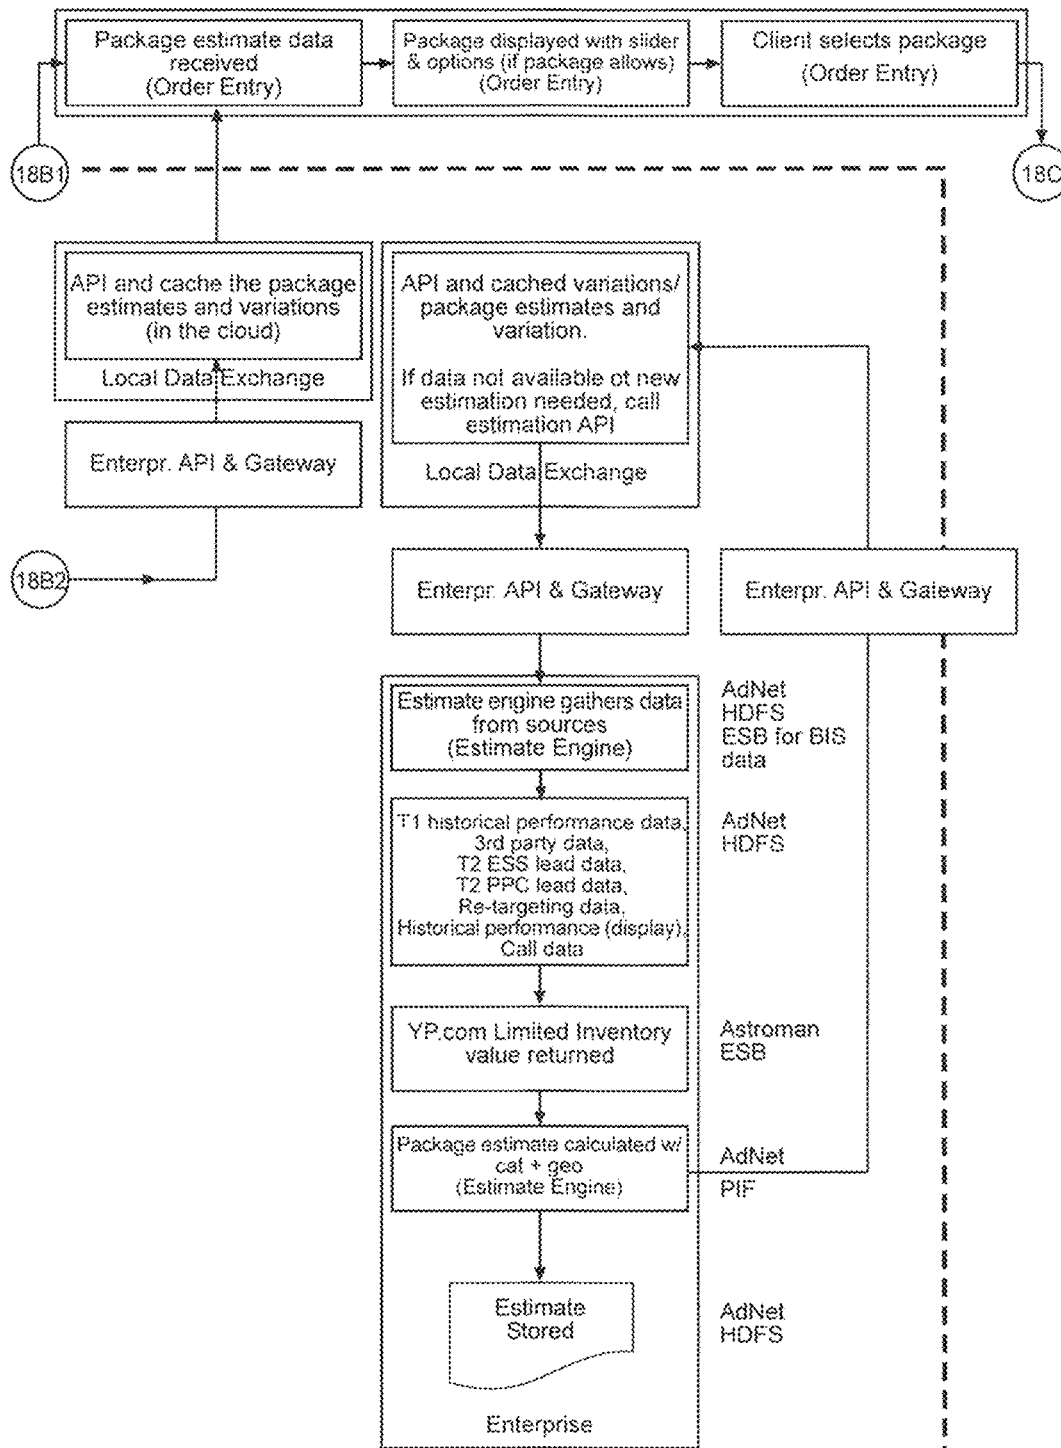 Package estimate data
received
(Order Entry)
Package displayed with slider
& options (if package allows)
(Order Entry)
Client selects package
(Order Entry)
18B1
18C
API and cache the package
estimates and variations
(in the cloud)
Local Data Exchange
API and cached variations/
package estimates and
variation.
If data not available ot new
estimation needed, call
estimation API
Local Data Exchange
Enterpr. API & Gateway
18B2
Enterpr. API & Gateway
Enterpr. API & Gateway
Estimate engine gathers data
from sources
(Estimate Engine)
AdNet
HDFS
ESB for BIS
data
T1 historical performance data,
3rd party data,
T2 ESS lead data,
T2 PPC lead data,
Re-targeting data,
Historical performance (display),
Call data
AdNet
HDFS
YP.com Limited Inventory
value returned
Astroman
ESB
Package estimate calculated w/
cat + geo
(Estimate Engine)
AdNet
PIF
Estimate
Stored
AdNet
HDFS
Enterprise